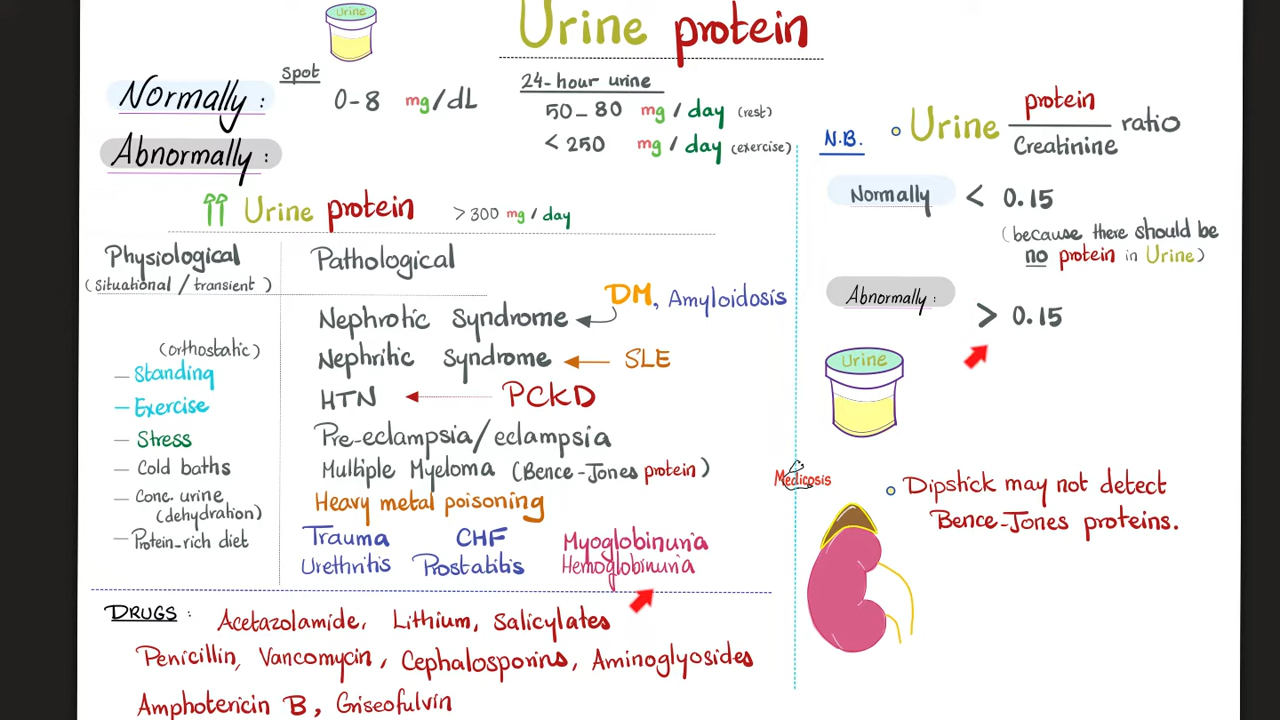 Urine
Urine protein
Normally :
spot
0-8 mg/dL
24-hour urine
50-80 mg/day (rest)
< 250 mg/day (exercise)
Abnormally :
↑↑ Urine protein > 300 mg/day
Physiological
(situational / transient)
(orthostatic)
- Standing
- Exercise
- Stress
- Cold baths
- Conc. urine
(dehydration)
- Protein-rich diet
Pathological
Nephrotic Syndrome ← DM, Amyloidosis
Nephritic Syndrome ← SLE
HTN ← PCKD
Pre-eclampsia/eclampsia
Multiple Myeloma (Bence-Jones protein)
Heavy metal poisoning
Trauma CHF Myoglobinuria
Urethritis Prostatitis Hemoglobinuria
DRUGS : Acetazolamide, Lithium, Salicylates
Penicillin, Vancomycin, Cephalosporins, Aminoglyosides
Amphotericin B, Griseofulvin
N.B.
Urine protein/Creatinine ratio
Normally < 0.15
(because there should be
no protein in Urine)
Abnormally : > 0.15
Urine
Medicosis
Dipstick may not detect
Bence-Jones proteins.